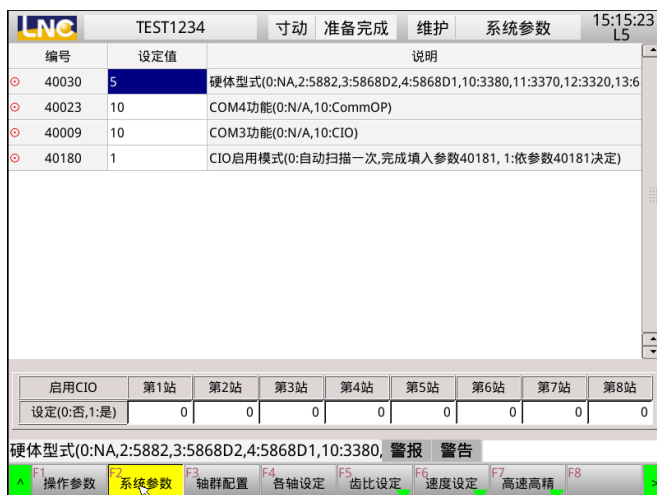 LNC TEST1234 寸动 准备完成 维护 系统参数 15:15:23
L5
编号 设定值 说明
40030 5 硬体型式(0:NA,2:5882,3:5868D2,4:5868D1,10:3380,11:3370,12:3320,13:6
40023 10 COM4功能(0:N/A,10:CommOP)
40009 10 COM3功能(0:N/A,10:CIO)
40180 1 CIO启用模式(0:自动扫描一次,完成填入参数40181, 1:依参数40181决定)
启用CIO 第1站 第2站 第3站 第4站 第5站 第6站 第7站 第8站
设定(0:否,1:是) 0 0 0 0 0 0 0 0
硬体型式(0:NA,2:5882,3:5868D2,4:5868D1,10:3380, 警报 警告
^ F1 操作参数 F2 系统参数 F3 轴群配置 F4 各轴设定 F5 齿比设定 F6 速度设定 F7 高速高精 F8 >